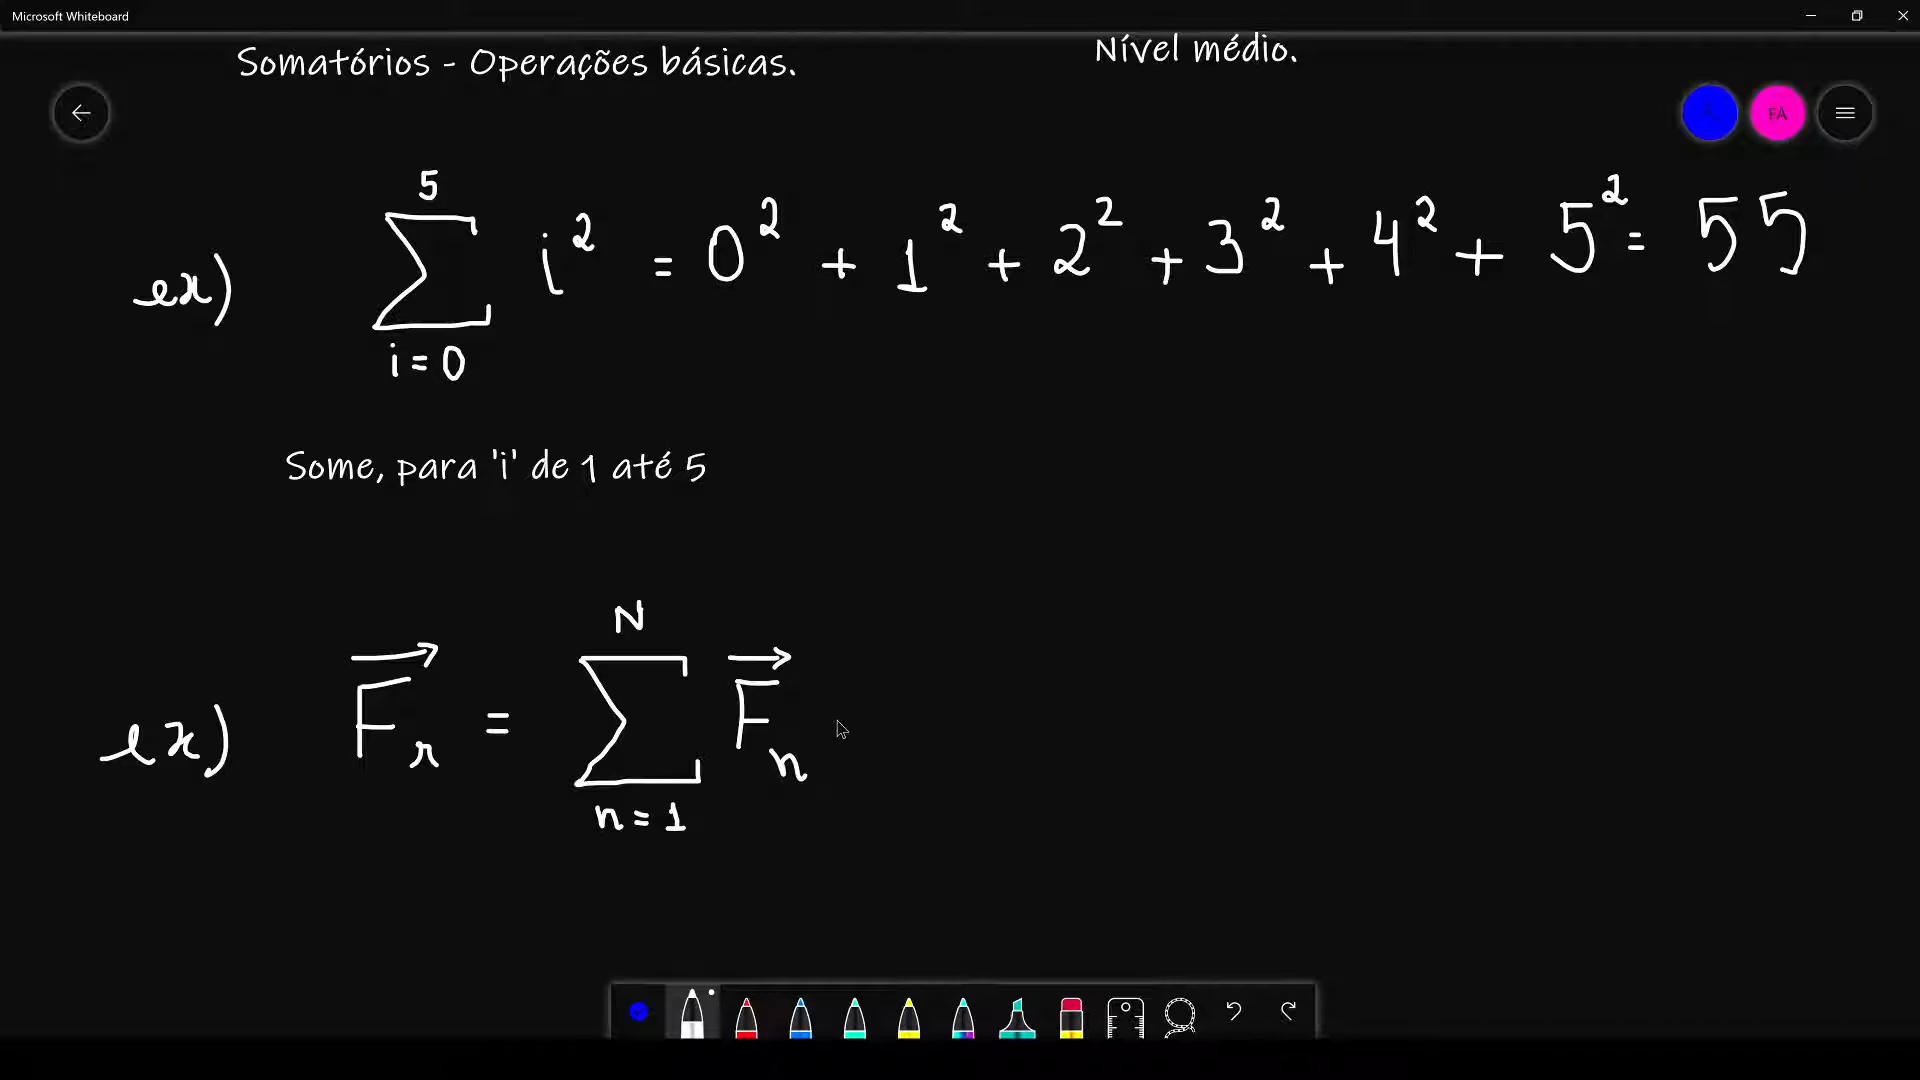 Microsoft Whiteboard
Somatórios - Operações básicas.
Nível médio.
FA
5
ex) ∑ i² = 0² + 1² + 2² + 3² + 4² + 5² = 55
i = 0
Some, para 'i' de 1 até 5
N
ex) F⃗r = ∑ F⃗n
n = 1